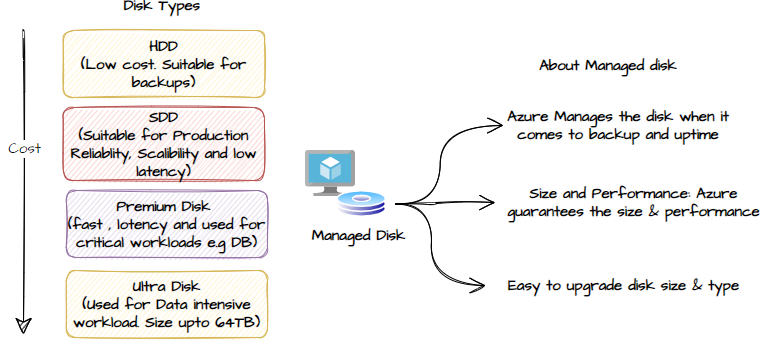 Disk Types
HDD
(Low cost. Suitable for
backups)
SDD
(Suitable for Production
Reliablity, Scalibility and low
latency)
Premium Disk
(fast , lotency and used for
critical workloads e.g DB)
Ultra Disk
(Used for Data intensive
workload. Size upto 64TB)
Cost
Managed Disk
About Managed disk
Azure Manages the disk when it
comes to backup and uptime
Size and Performance: Azure
guarantees the size & performance
Easy to upgrade disk size & type